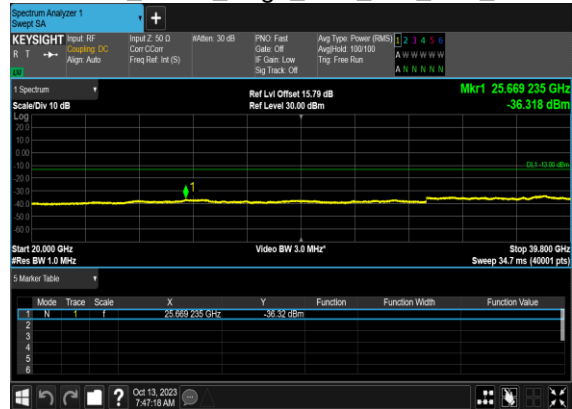 Spectrum Analyzer 1
Swept SA
+
KEYSIGHT Input: RF Input Z: 50 Ω #Atten: 30 dB PNO: Fast Avg Type: Power (RMS) 1 2 3 4 5 6
R T Coupling: DC Corr CCorr Gate: Off Avg|Hold: 100/100 A W W W W W
Align: Auto Freq Ref: Int (S) IF Gain: Low Trig: Free Run
Sig Track: Off A N N N N N
1 Spectrum Ref Lvl Offset 15.79 dB Mkr1 25.669 235 GHz
Scale/Div 10 dB Ref Level 30.00 dBm -36.318 dBm
Log
20.0
10.0
0.00
-10.0
DL1 -13.00 dBm
-20.0
-30.0
1
-40.0
-50.0
-60.0
Start 20.000 GHz Video BW 3.0 MHz* Stop 39.800 GHz
#Res BW 1.0 MHz Sweep 34.7 ms (40001 pts)
5 Marker Table
Mode Trace Scale X Y Function Function Width Function Value
1 N 1 f 25.669 235 GHz -36.32 dBm
2
3
4
5
6
? Oct 13, 2023
7:47:18 AM